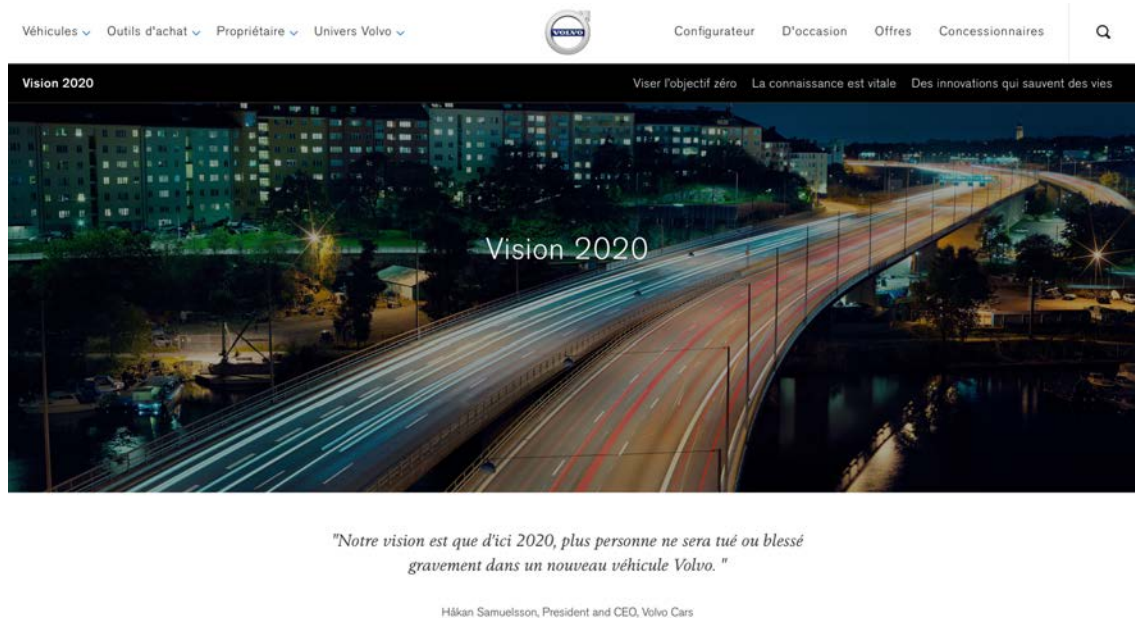 Véhicules Outils d'achat Propriétaire Univers Volvo VOLVO Configurateur D'occasion Offres Concessionnaires
Vision 2020 Viser l'objectif zéro La connaissance est vitale Des innovations qui sauvent des vies
Vision 2020
"Notre vision est que d'ici 2020, plus personne ne sera tué ou blessé
gravement dans un nouveau véhicule Volvo. "
Håkan Samuelsson, President and CEO, Volvo Cars